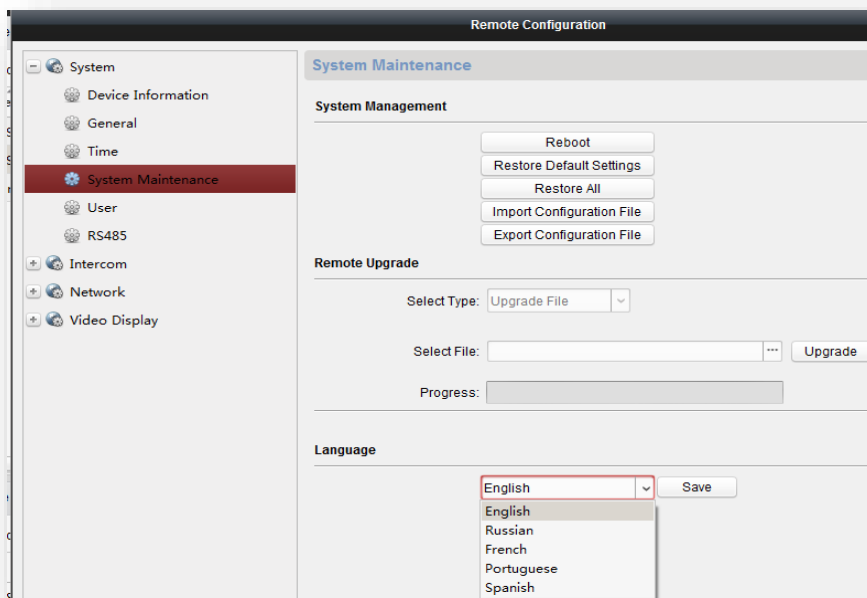 Remote Configuration
System
Device Information
General
Time
System Maintenance
User
RS485
Intercom
Network
Video Display
System Maintenance
System Management
Reboot
Restore Default Settings
Restore All
Import Configuration File
Export Configuration File
Remote Upgrade
Select Type: Upgrade File
Select File: Upgrade
Progress:
Language
English Save
English
Russian
French
Portuguese
Spanish